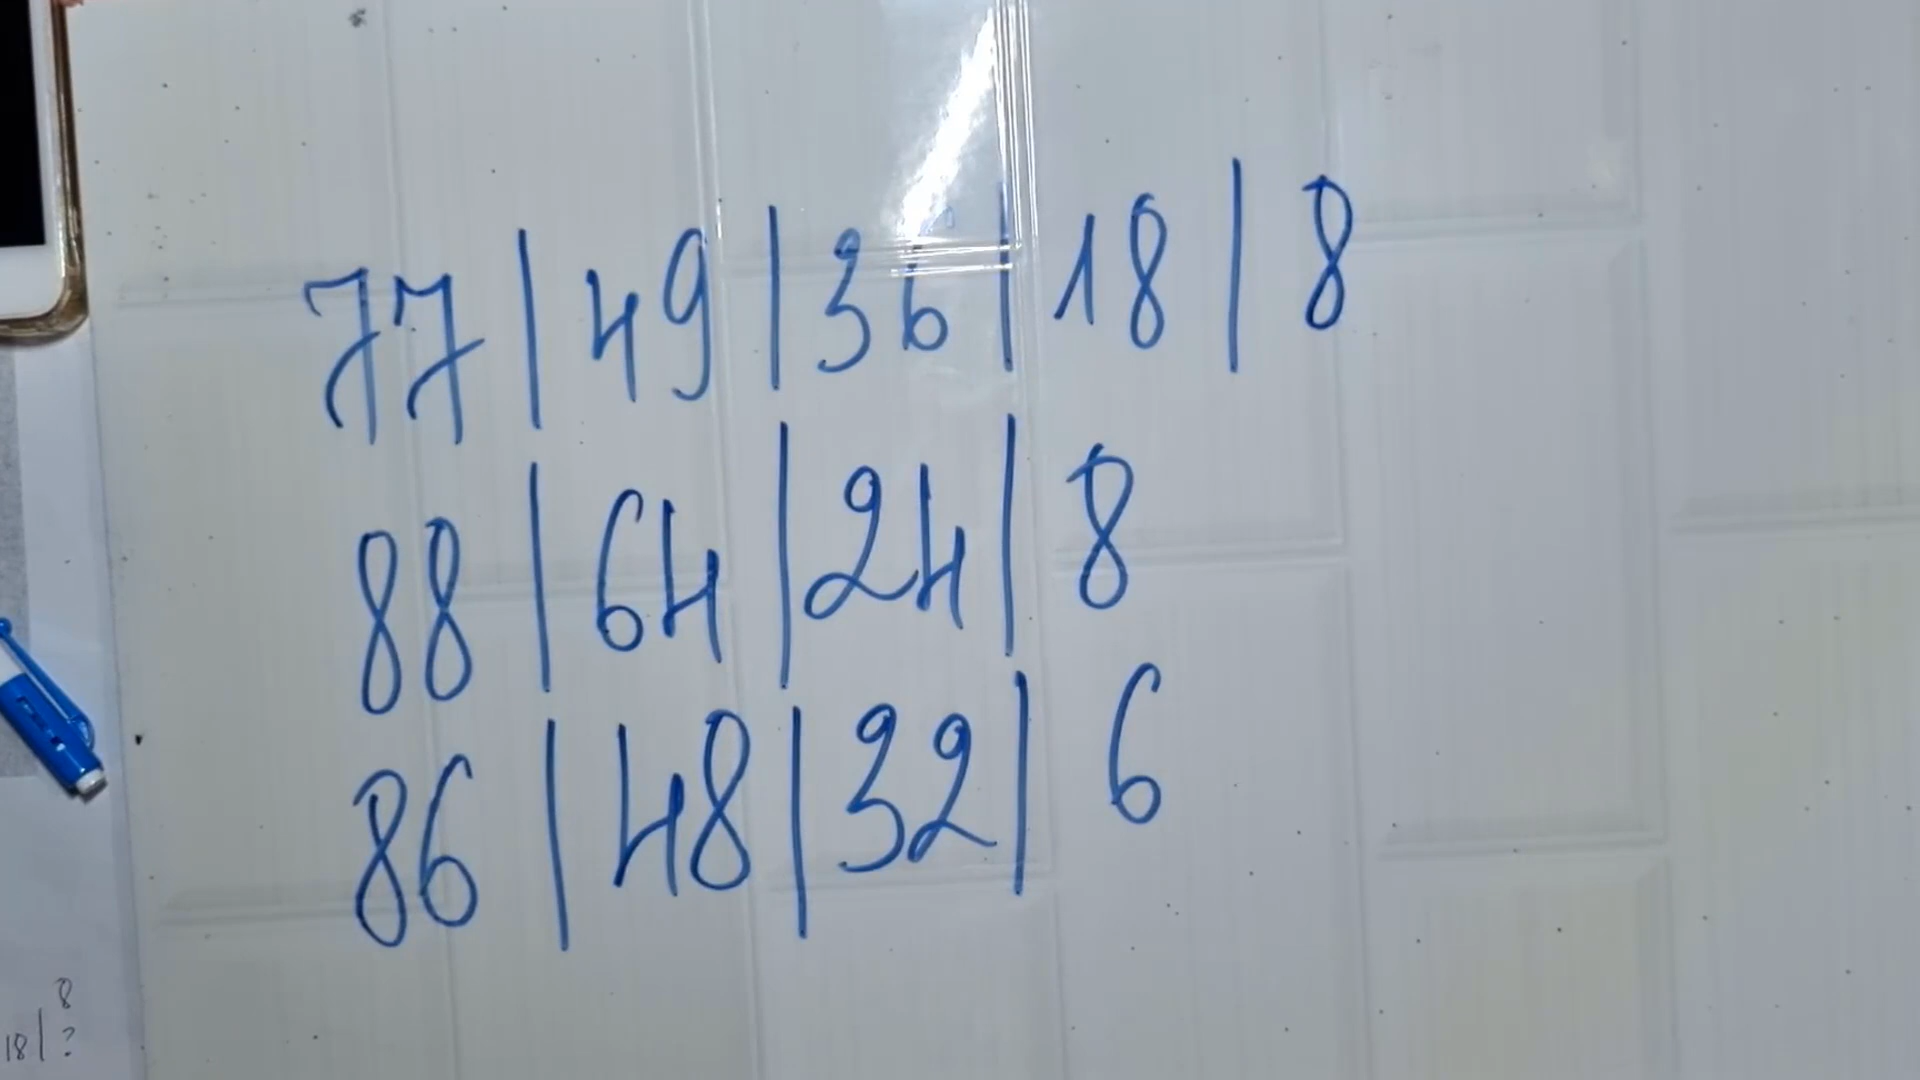 77 | 49 | 36 | 18 | 8
88 | 64 | 24 | 8
86 | 48 | 32 | 6
8
18 | ?